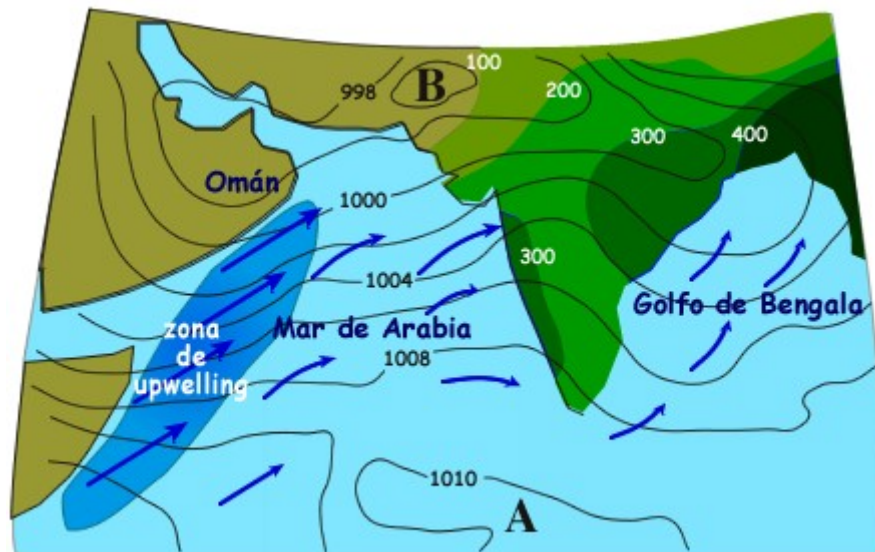 100
998
B
200
300
400
Omán
1000
300
1004
Golfo de Bengala
zona
de
upwelling
Mar de Arabia
1008
1010
A